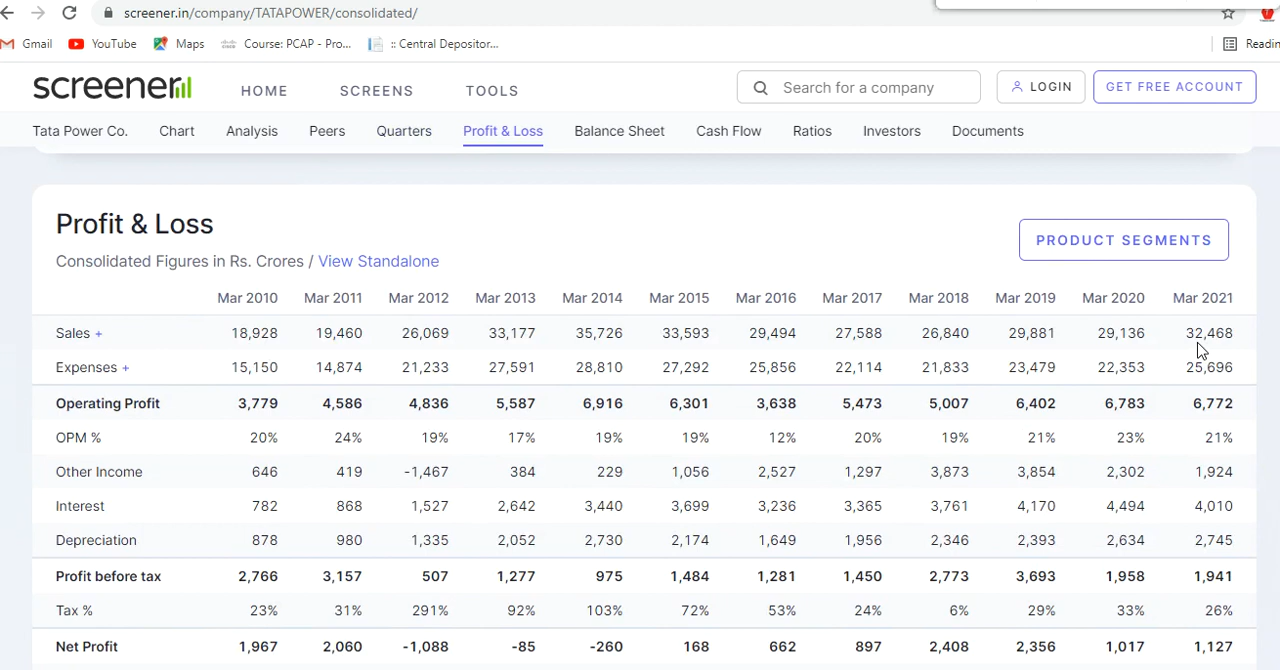 screener.in/company/TATAPOWER/consolidated/
Gmail YouTube Maps Course: PCAP - Pro... :: Central Depositor... Readin
screener HOME SCREENS TOOLS Search for a company LOGIN GET FREE ACCOUNT
Tata Power Co. Chart Analysis Peers Quarters Profit & Loss Balance Sheet Cash Flow Ratios Investors Documents
Profit & Loss
PRODUCT SEGMENTS
Consolidated Figures in Rs. Crores / View Standalone
Mar 2010 Mar 2011 Mar 2012 Mar 2013 Mar 2014 Mar 2015 Mar 2016 Mar 2017 Mar 2018 Mar 2019 Mar 2020 Mar 2021
Sales + 18,928 19,460 26,069 33,177 35,726 33,593 29,494 27,588 26,840 29,881 29,136 32,468
Expenses + 15,150 14,874 21,233 27,591 28,810 27,292 25,856 22,114 21,833 23,479 22,353 25,696
Operating Profit 3,779 4,586 4,836 5,587 6,916 6,301 3,638 5,473 5,007 6,402 6,783 6,772
OPM % 20% 24% 19% 17% 19% 19% 12% 20% 19% 21% 23% 21%
Other Income 646 419 -1,467 384 229 1,056 2,527 1,297 3,873 3,854 2,302 1,924
Interest 782 868 1,527 2,642 3,440 3,699 3,236 3,365 3,761 4,170 4,494 4,010
Depreciation 878 980 1,335 2,052 2,730 2,174 1,649 1,956 2,346 2,393 2,634 2,745
Profit before tax 2,766 3,157 507 1,277 975 1,484 1,281 1,450 2,773 3,693 1,958 1,941
Tax % 23% 31% 291% 92% 103% 72% 53% 24% 6% 29% 33% 26%
Net Profit 1,967 2,060 -1,088 -85 -260 168 662 897 2,408 2,356 1,017 1,127